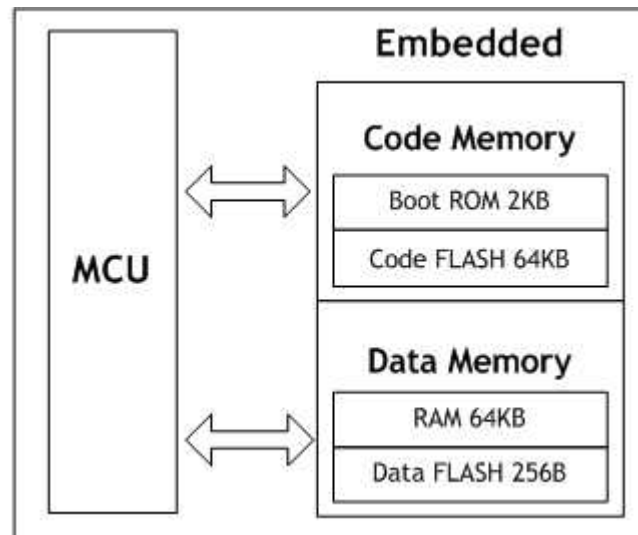 Embedded
MCU
Code Memory
Boot ROM 2KB
Code FLASH 64KB
Data Memory
RAM 64KB
Data FLASH 256B